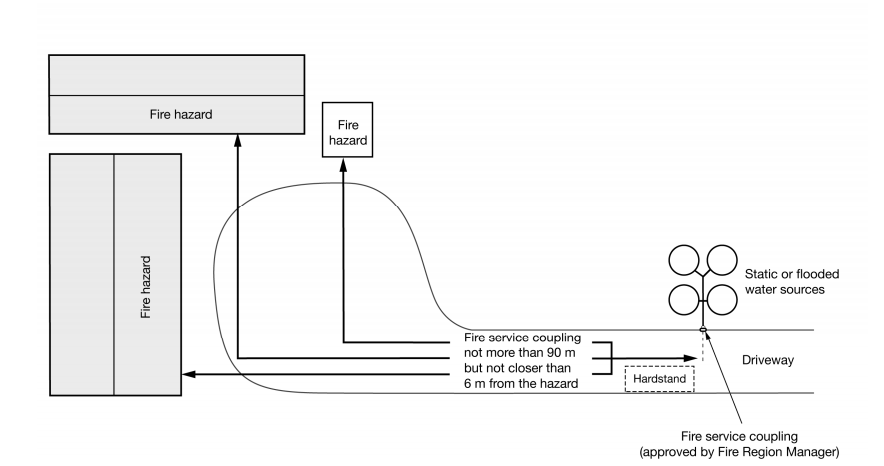 Fire hazard
Fire
hazard
Fire hazard
Static or flooded
water sources
Fire service coupling
not more than 90 m
but not closer than
6 m from the hazard
Driveway
Hardstand
Fire service coupling
(approved by Fire Region Manager)